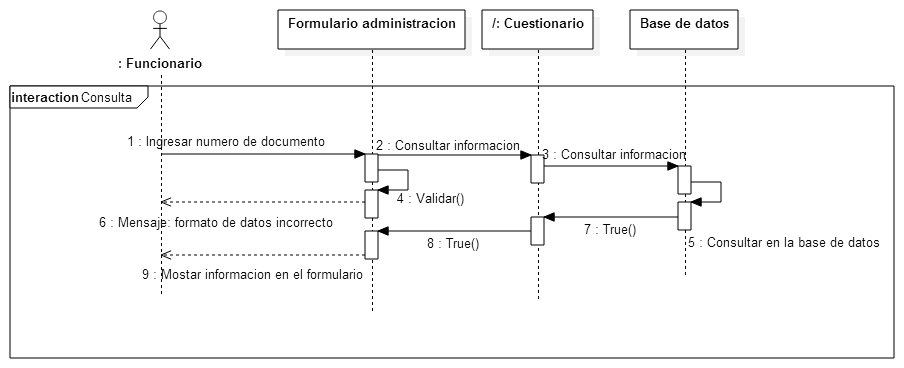 Formulario administracion
/: Cuestionario
Base de datos
: Funcionario
interaction Consulta
1 : Ingresar numero de documento
2 : Consultar informacion
3 : Consultar informacion
4 : Validar()
6 : Mensaje: formato de datos incorrecto
7 : True()
8 : True()
5 : Consultar en la base de datos
9 : Mostar informacion en el formulario